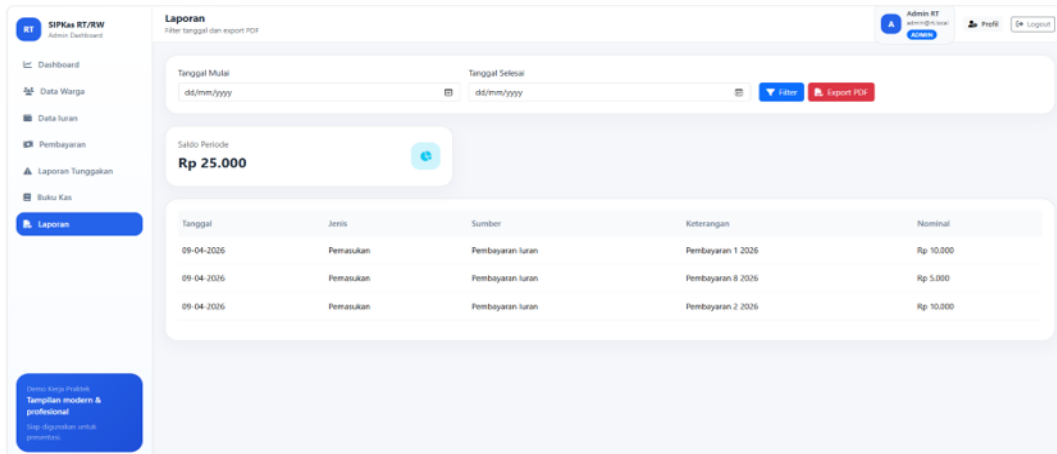 RT
SIPKas RT/RW
Admin Dashboard
Dashboard
Data Warga
Data Iuran
Pembayaran
Laporan Tunggakan
Buku Kas
Laporan
Demo Kerja Praktek
Tampilan modern &
profesional
Siap digunakan untuk
presentasi.
Laporan
Filter tanggal dan export PDF
A
Admin RT
admin@rt.local
ADMIN
Profil
Logout
Tanggal Mulai
dd/mm/yyyy
Tanggal Selesai
dd/mm/yyyy
Filter
Export PDF
Saldo Periode
Rp 25.000
Tanggal Jenis Sumber Keterangan Nominal
09-04-2026 Pemasukan Pembayaran Iuran Pembayaran 1 2026 Rp 10.000
09-04-2026 Pemasukan Pembayaran Iuran Pembayaran 8 2026 Rp 5.000
09-04-2026 Pemasukan Pembayaran Iuran Pembayaran 2 2026 Rp 10.000